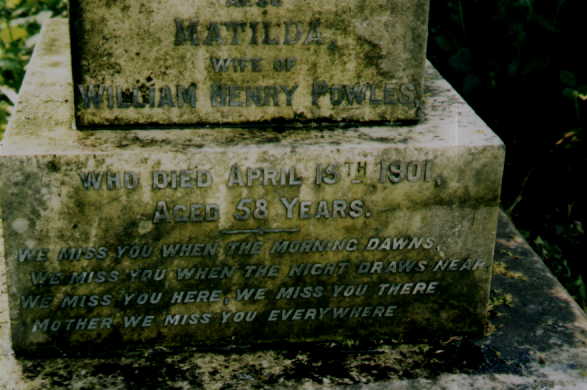 ALSO
MATILDA,
WIFE OF
WILLIAM HENRY POWLES,
WHO DIED APRIL 19TH 1901,
AGED 58 YEARS.
WE MISS YOU WHEN THE MORNING DAWNS,
WE MISS YOU WHEN THE NIGHT DRAWS NEAR
WE MISS YOU HERE, WE MISS YOU THERE
MOTHER WE MISS YOU EVERYWHERE